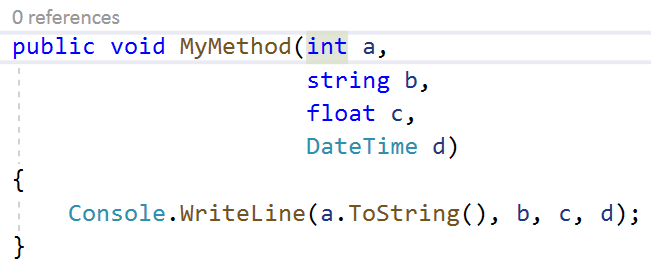 0 references
public void MyMethod(int a,
string b,
float c,
DateTime d)
{
Console.WriteLine(a.ToString(), b, c, d);
}